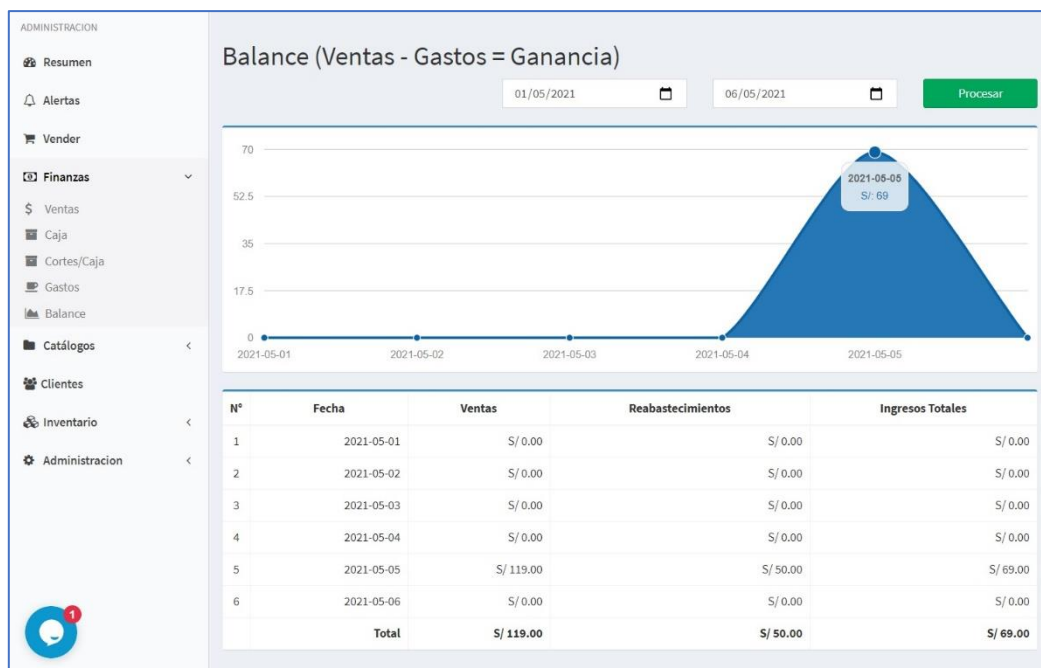 ADMINISTRACION
Resumen
Alertas
Vender
Finanzas
Ventas
Caja
Cortes/Caja
Gastos
Balance
Catálogos
Clientes
Inventario
Administracion
1
Balance (Ventas - Gastos = Ganancia)
01/05/2021 06/05/2021 Procesar
70
52.5
35
17.5
0
2021-05-05
S/: 69
2021-05-01 2021-05-02 2021-05-03 2021-05-04 2021-05-05
N° Fecha Ventas Reabastecimientos Ingresos Totales
1 2021-05-01 S/ 0.00 S/ 0.00 S/ 0.00
2 2021-05-02 S/ 0.00 S/ 0.00 S/ 0.00
3 2021-05-03 S/ 0.00 S/ 0.00 S/ 0.00
4 2021-05-04 S/ 0.00 S/ 0.00 S/ 0.00
5 2021-05-05 S/ 119.00 S/ 50.00 S/ 69.00
6 2021-05-06 S/ 0.00 S/ 0.00 S/ 0.00
Total S/ 119.00 S/ 50.00 S/ 69.00